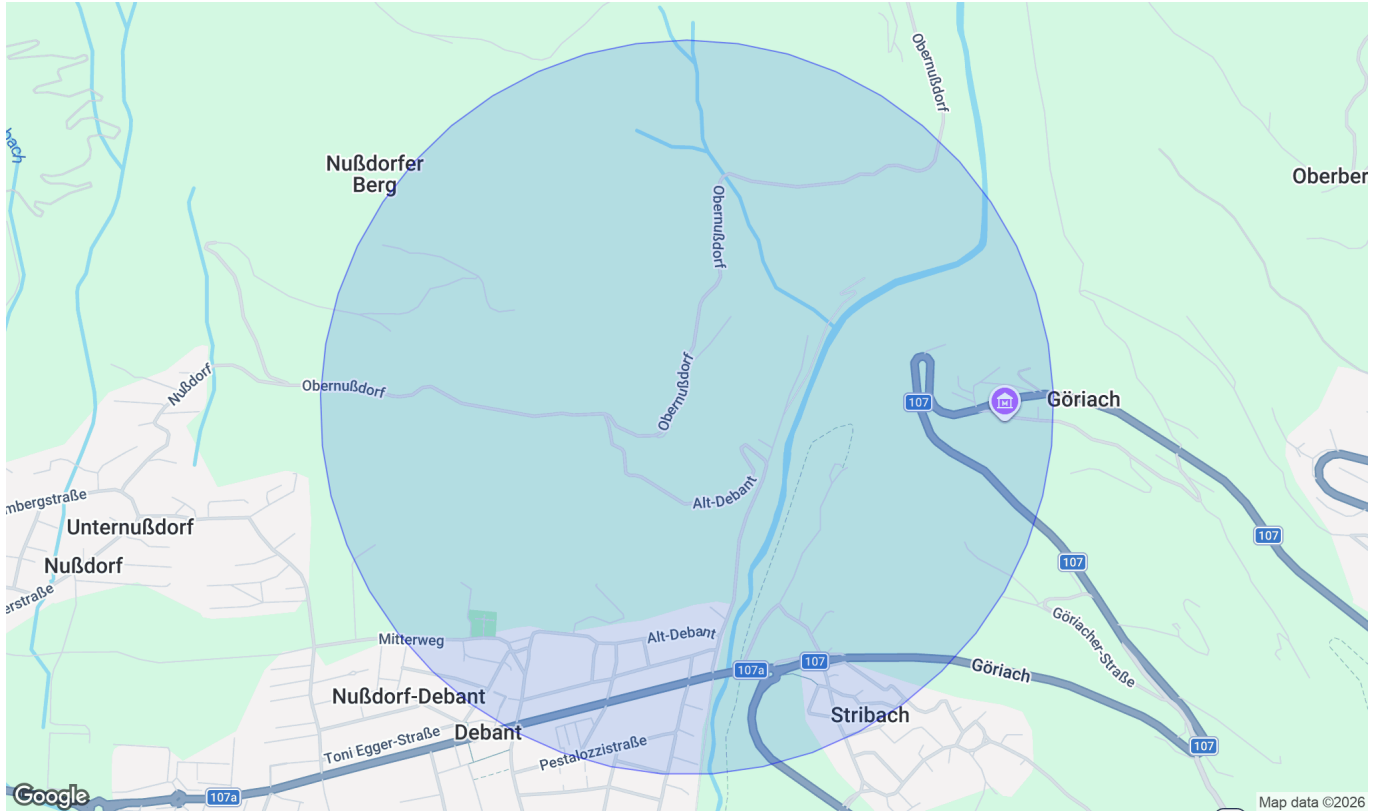 Obernußdorf
bach
Nußdorfer
Berg
Oberber
Obernußdorf
Nußdorf
Obernußdorf
Obernußdorf
107
Göriach
mbergstraße
Alt-Debant
Unternußdorf
107
Nußdorf
107
erstraße
Göriacher-Straße
Mitterweg
Alt-Debant
107a
107
Göriach
Nußdorf-Debant
Stribach
Debant
Toni Egger-Straße
Pestalozzistraße
107
107a
Google
Map data ©2026